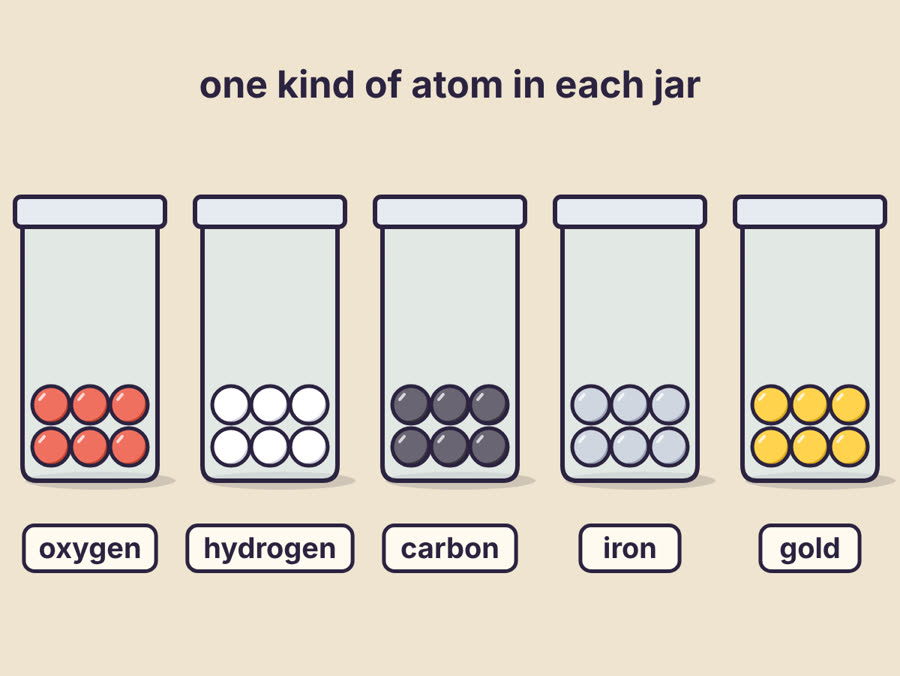 one kind of atom in each jar
oxygen
hydrogen
carbon
iron
gold